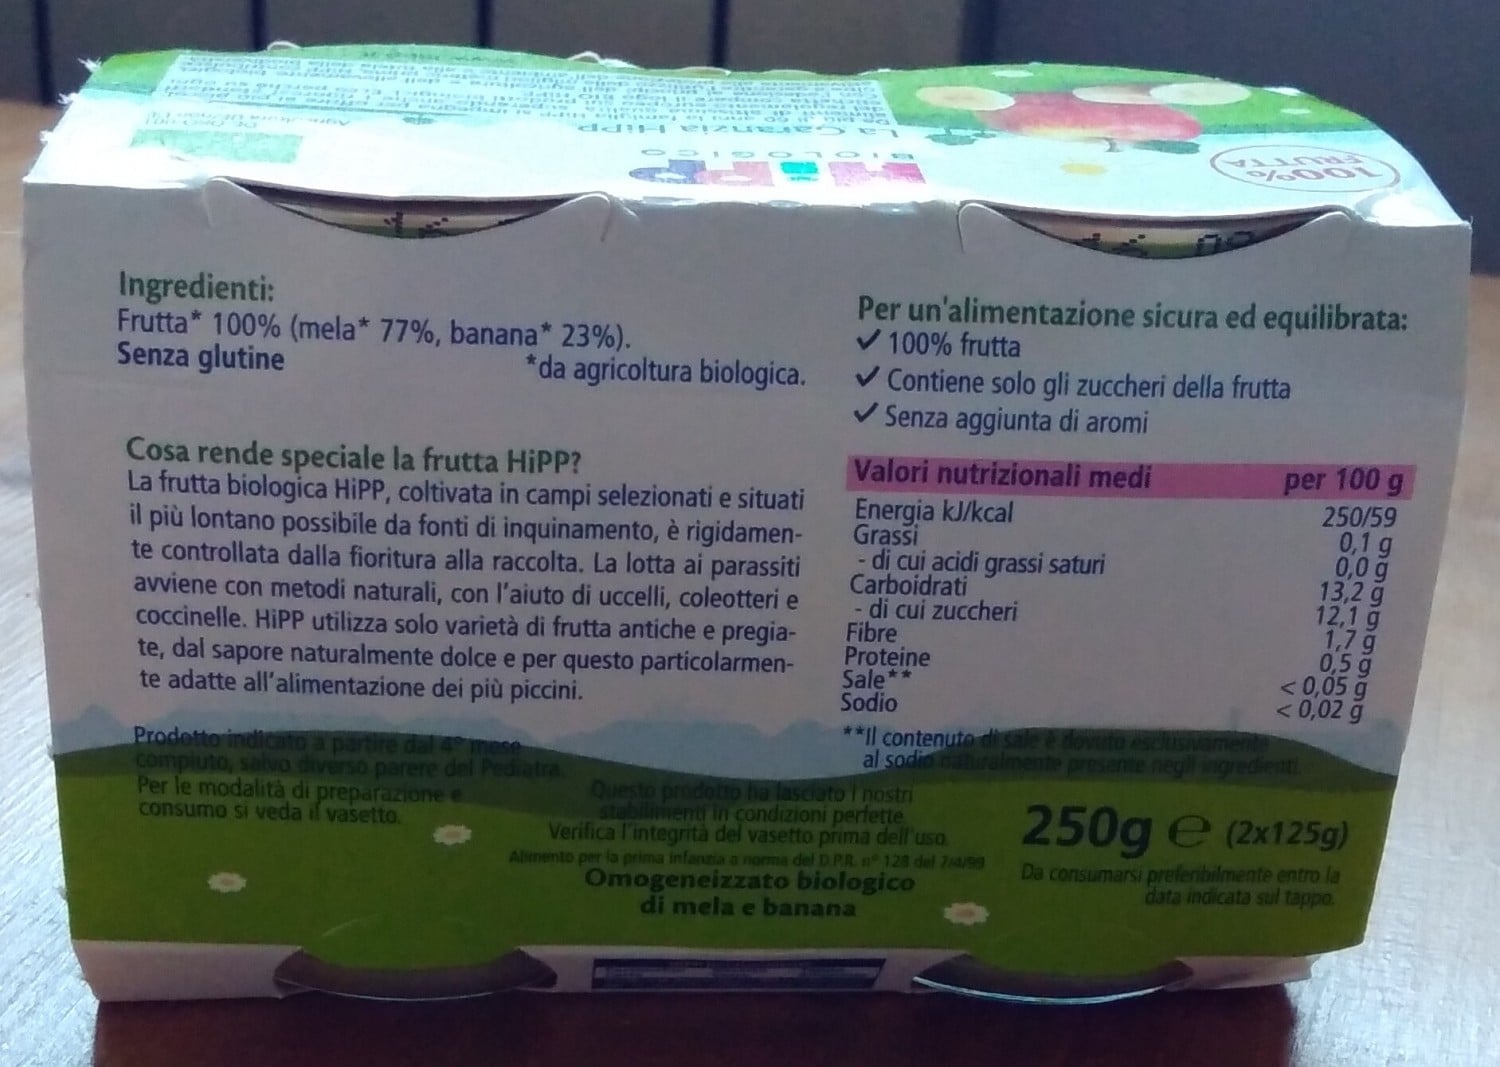 100%
FRUTTA
HiPP
BIOLOGICO
La Garanzia HiPP
Ingredienti:
Frutta* 100% (mela* 77%, banana* 23%).
Senza glutine
*da agricoltura biologica.
Cosa rende speciale la frutta HiPP?
La frutta biologica HiPP, coltivata in campi selezionati e situati
il più lontano possibile da fonti di inquinamento, è rigidamen-
te controllata dalla fioritura alla raccolta. La lotta ai parassiti
avviene con metodi naturali, con l'aiuto di uccelli, coleotteri e
coccinelle. HiPP utilizza solo varietà di frutta antiche e pregia-
te, dal sapore naturalmente dolce e per questo particolarmen-
te adatte all'alimentazione dei più piccini.
Prodotto indicato a partire dal 4° mese
compiuto, salvo diverso parere del Pediatra.
Per le modalità di preparazione e
consumo si veda il vasetto.
Per un'alimentazione sicura ed equilibrata:
✓ 100% frutta
✓ Contiene solo gli zuccheri della frutta
✓ Senza aggiunta di aromi
Valori nutrizionali medi per 100 g
Energia kJ/kcal 250/59
Grassi 0,1 g
- di cui acidi grassi saturi 0,0 g
Carboidrati 13,2 g
- di cui zuccheri 12,1 g
Fibre 1,7 g
Proteine 0,5 g
Sale** < 0,05 g
Sodio < 0,02 g
**Il contenuto di sale è dovuto esclusivamente
al sodio naturalmente presente negli ingredienti.
Questo prodotto ha lasciato i nostri
stabilimenti in condizioni perfette.
Verifica l'integrità del vasetto prima dell'uso.
Alimento per la prima infanzia a norma del D.P.R. n° 128 del 7/4/99
Omogeneizzato biologico
di mela e banana
250g e (2x125g)
Da consumarsi preferibilmente entro la
data indicata sul tappo.